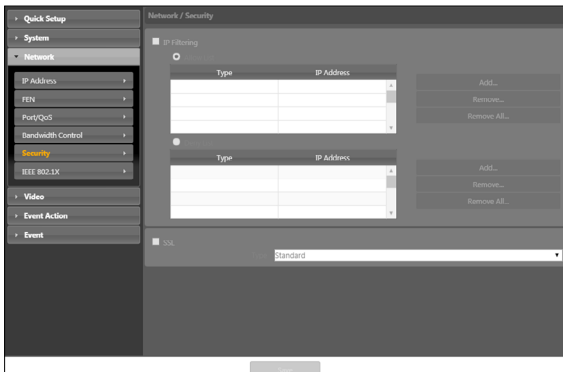 Quick Setup
System
Network
IP Address
FEN
Port/QoS
Bandwidth Control
Security
IEEE 802.1X
Video
Event Action
Event
Network / Security
IP Filtering
Type IP Address
Add...
Remove...
Remove All...
Type IP Address
Add...
Remove...
Remove All...
SSL
Standard